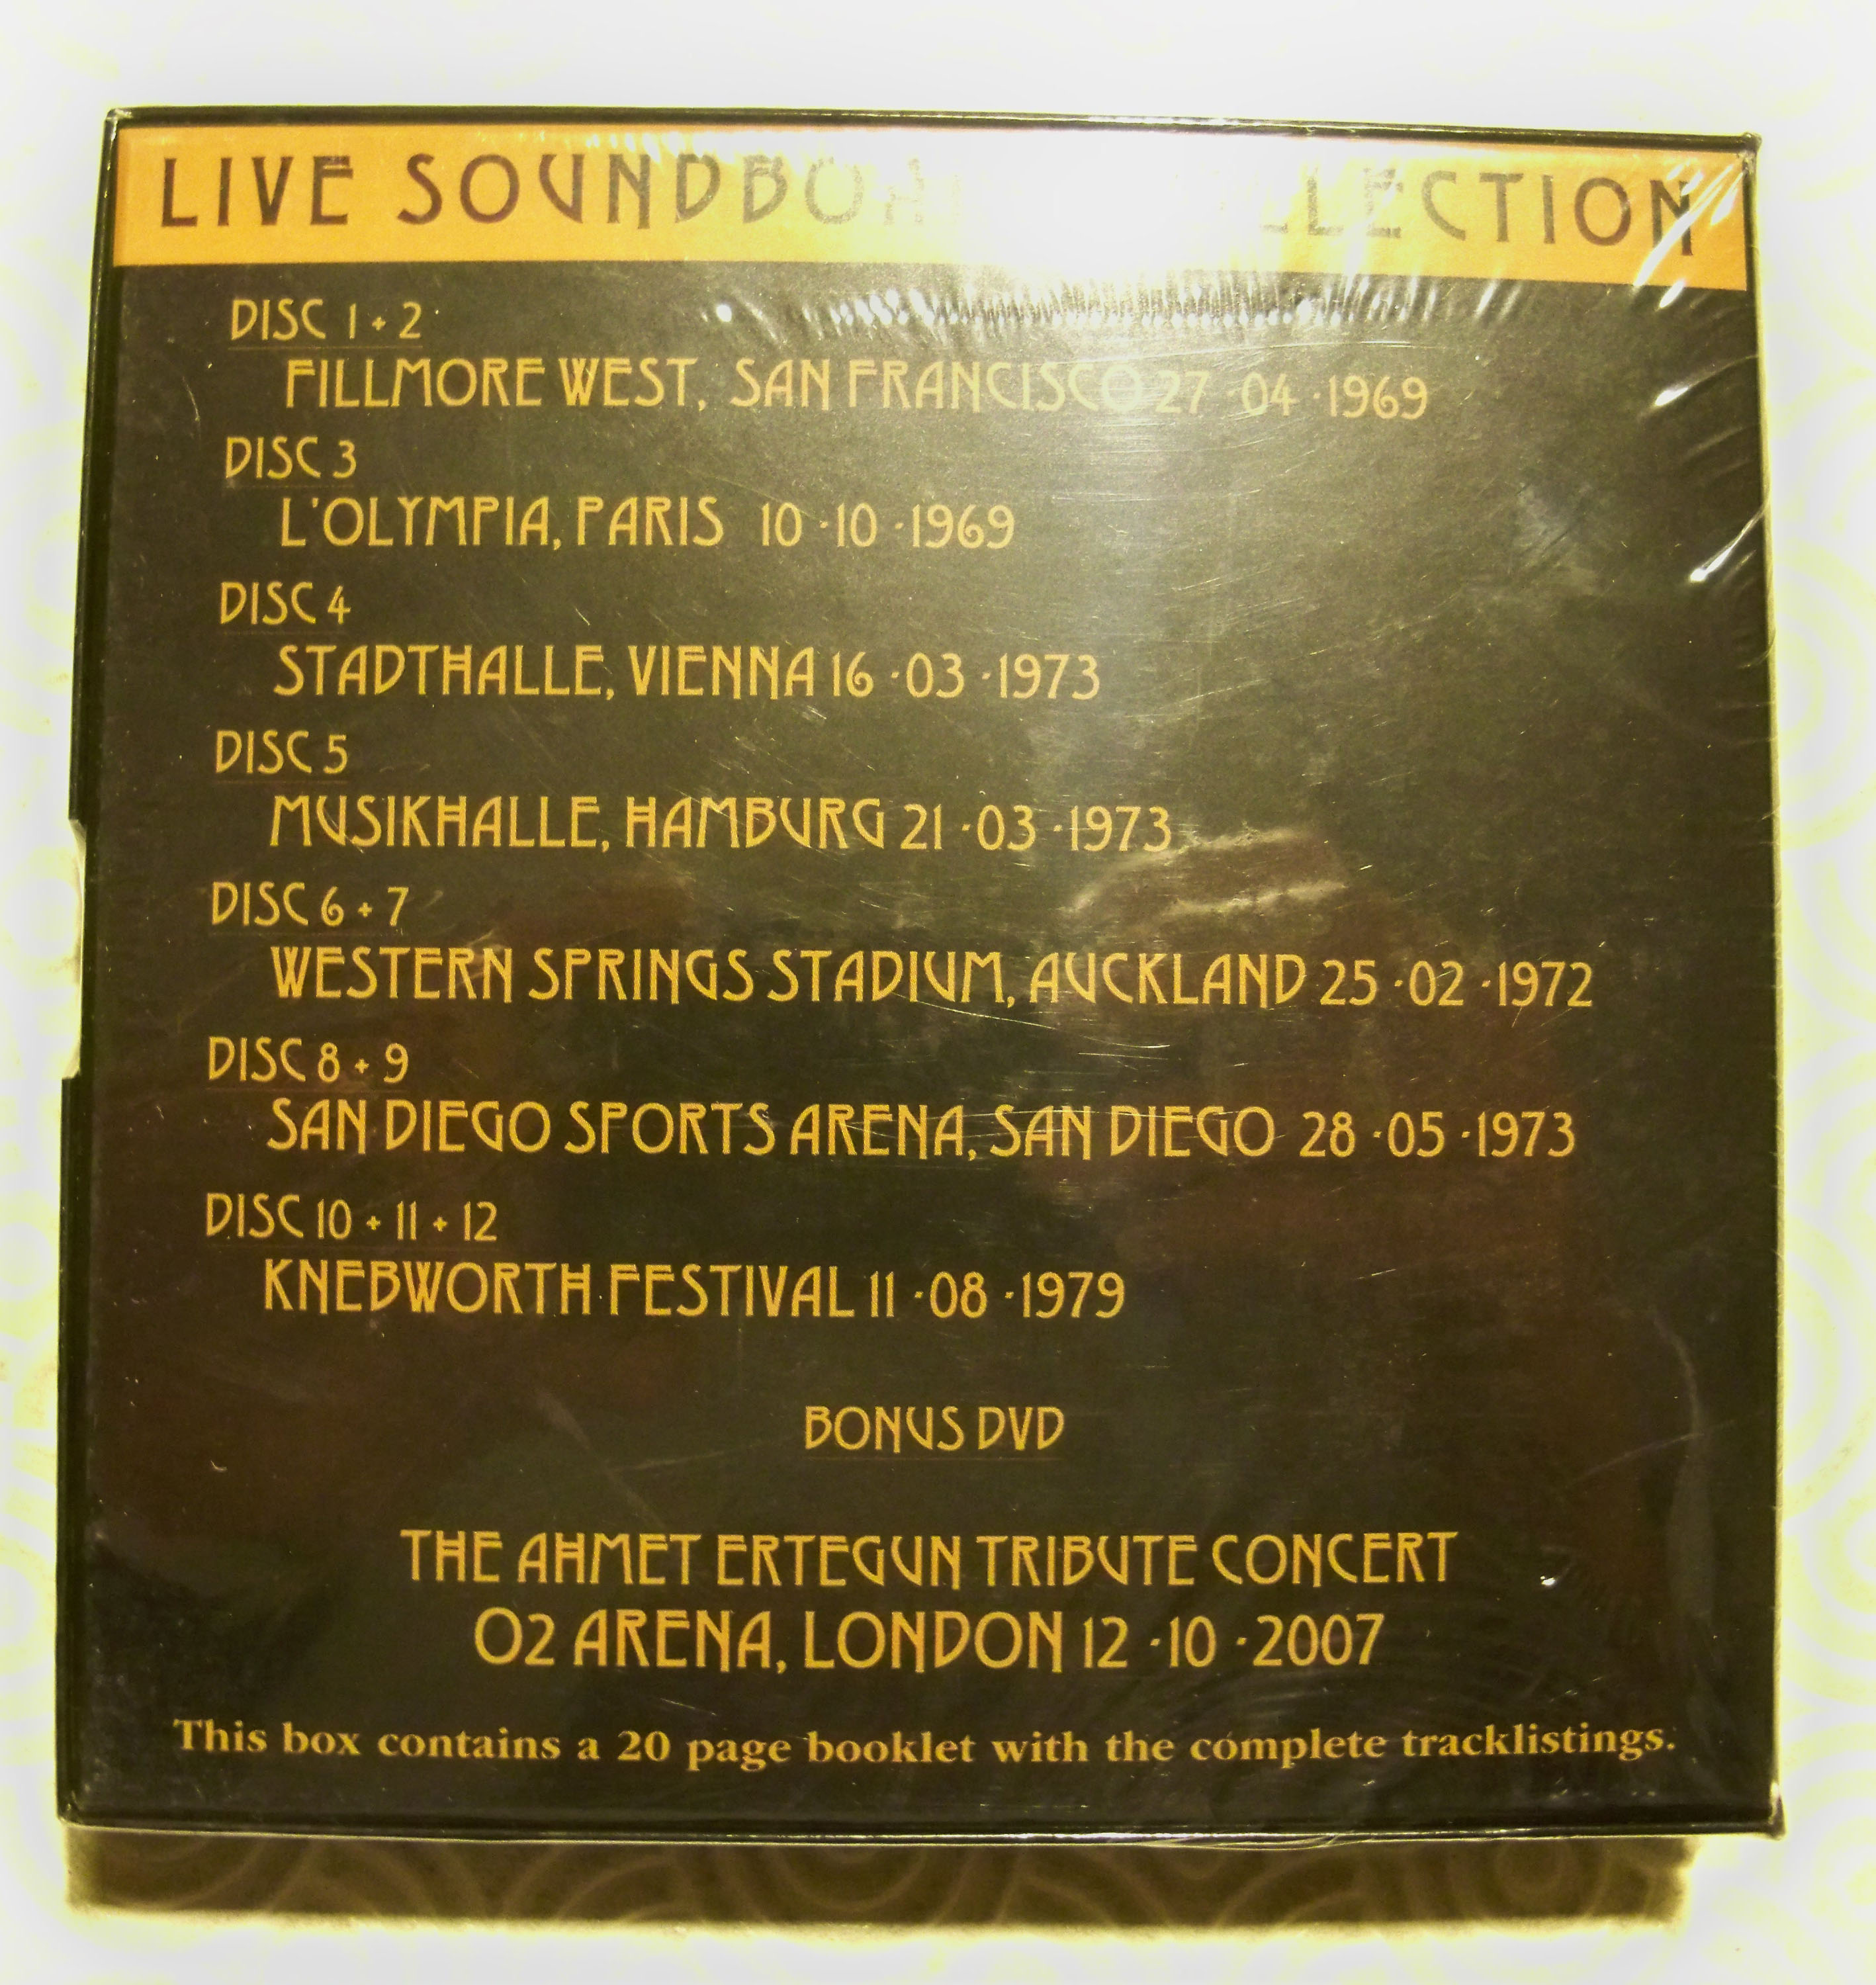 LIVE SOUNDBO
DISC 1 + 2
FILLMORE WEST, SAN FRANCISCO 27 · 04 · 1969
DISC 3
L'OLYMPIA, PARIS 10 · 10 · 1969
DISC 4
STADTHALLE, VIENNA 16 · 03 · 1973
DISC 5
MUSIKHALLE, HAMBURG 21 · 03 · 1973
DISC 6 + 7
WESTERN SPRINGS STADIUM, AUCKLAND 25 · 02 · 1972
DISC 8 + 9
SAN DIEGO SPORTS ARENA, SAN DIEGO 28 · 05 · 1973
DISC 10 + 11 + 12
KNEBWORTH FESTIVAL 11 · 08 · 1979
BONUS DVD
THE AHMET ERTEGUN TRIBUTE CONCERT
O2 ARENA, LONDON 12 · 10 · 2007
This box contains a 20 page booklet with the complete tracklistings.